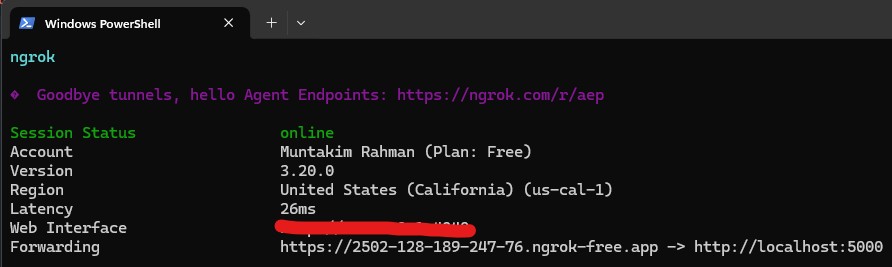 Windows PowerShell
ngrok
� Goodbye tunnels, hello Agent Endpoints: https://ngrok.com/r/aep
Session Status online
Account Muntakim Rahman (Plan: Free)
Version 3.20.0
Region United States (California) (us-cal-1)
Latency 26ms
Web Interface
Forwarding https://2502-128-189-247-76.ngrok-free.app -> http://localhost:5000